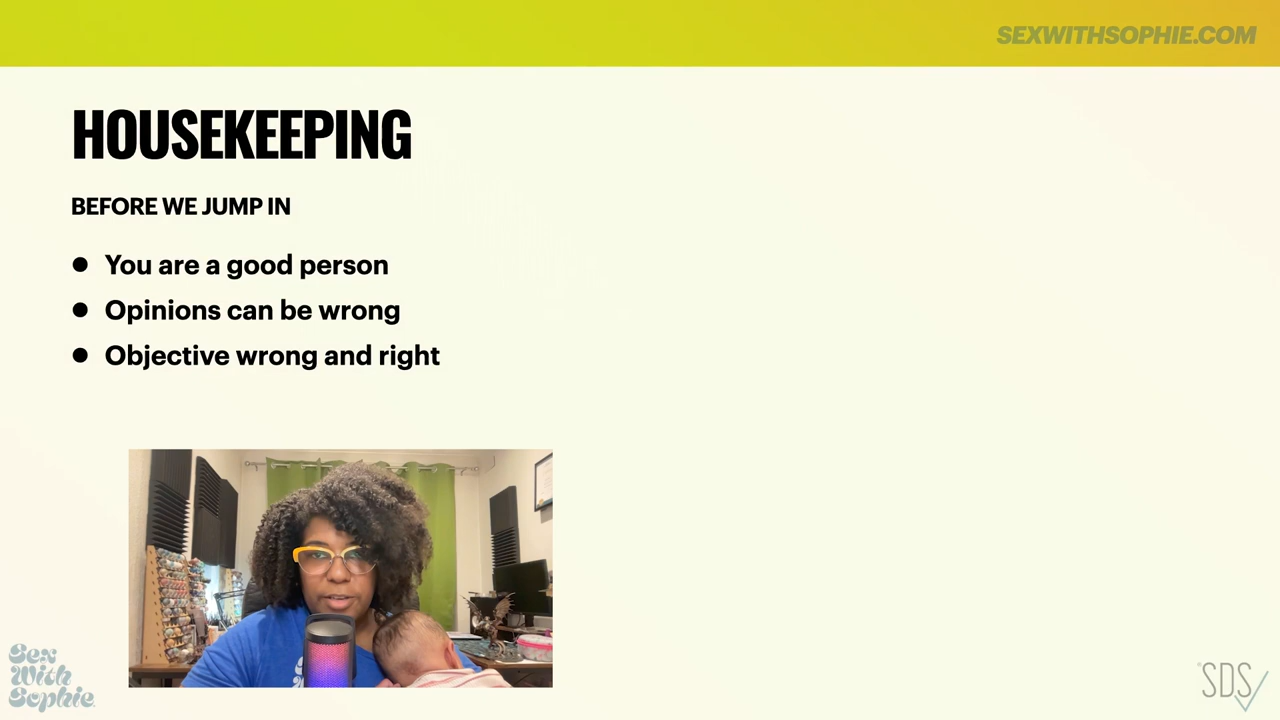 SEXWITHSOPHIE.COM
HOUSEKEEPING
BEFORE WE JUMP IN
● You are a good person
● Opinions can be wrong
● Objective wrong and right
Sex
With
Sophie
SDS